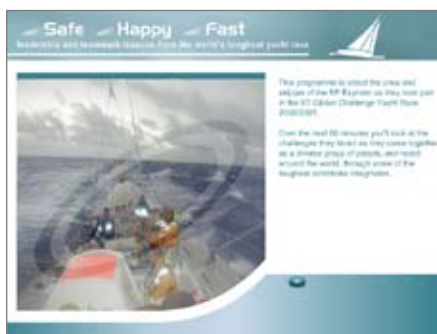 Safe Happy Fast
leadership and teamwork lessons from the world's toughest yacht race
This programme is about the crew and
skipper of the BP Explorer as they took part
in the BT Global Challenge Yacht Race
2000/2001.
Over the next 60 minutes you'll look at the
challenges they faced as they came together
as a diverse group of people, and raced
around the world, through some of the
toughest conditions imaginable.